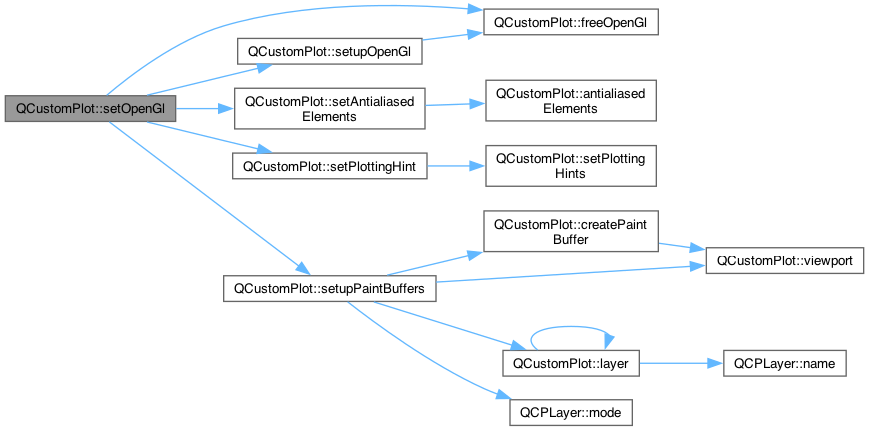 QCustomPlot::setOpenGl
QCustomPlot::freeOpenGl
QCustomPlot::setupOpenGl
QCustomPlot::setAntialiased
Elements
QCustomPlot::antialiased
Elements
QCustomPlot::setPlottingHint
QCustomPlot::setPlotting
Hints
QCustomPlot::setupPaintBuffers
QCustomPlot::createPaint
Buffer
QCustomPlot::viewport
QCustomPlot::layer
QCPLayer::name
QCPLayer::mode